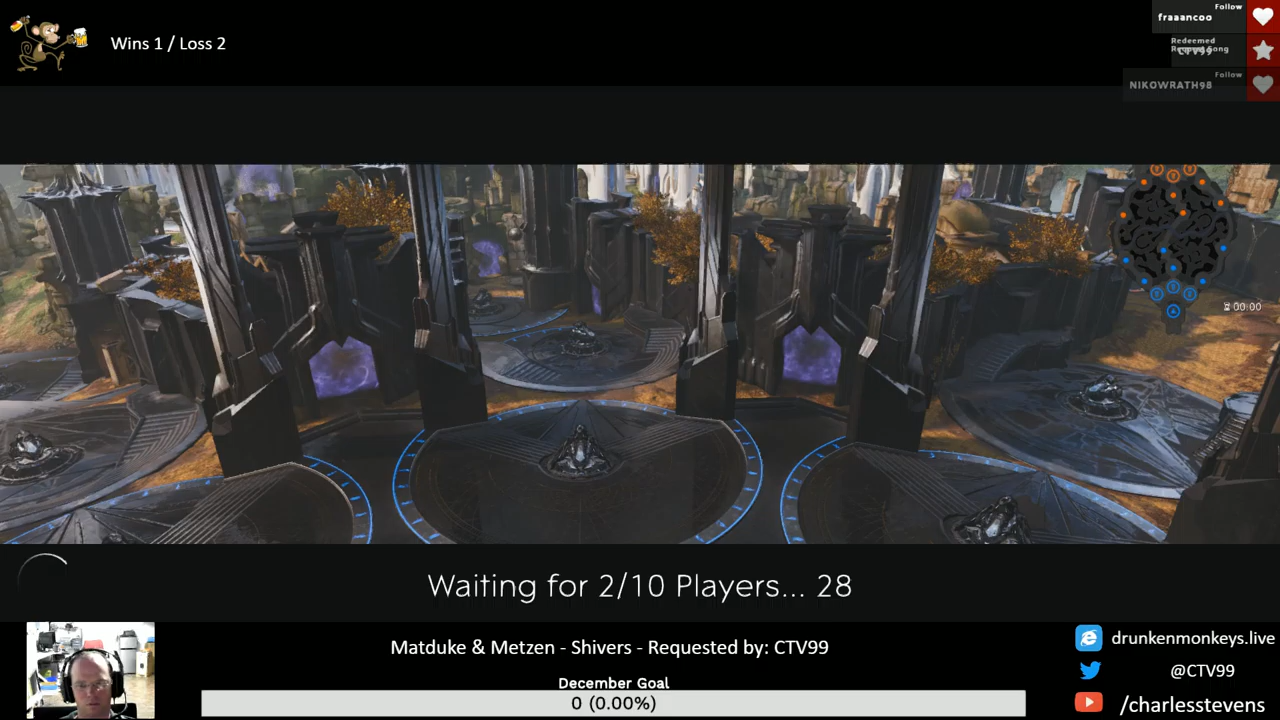 Wins 1 / Loss 2
Follow
fraaancoo
Redeemed
CTV99
Follow
NIKOWRATH98
00:00
Waiting for 2/10 Players... 28
Matduke & Metzen - Shivers - Requested by: CTV99
December Goal
0 (0.00%)
drunkenmonkeys.live
@CTV99
/charlesstevens